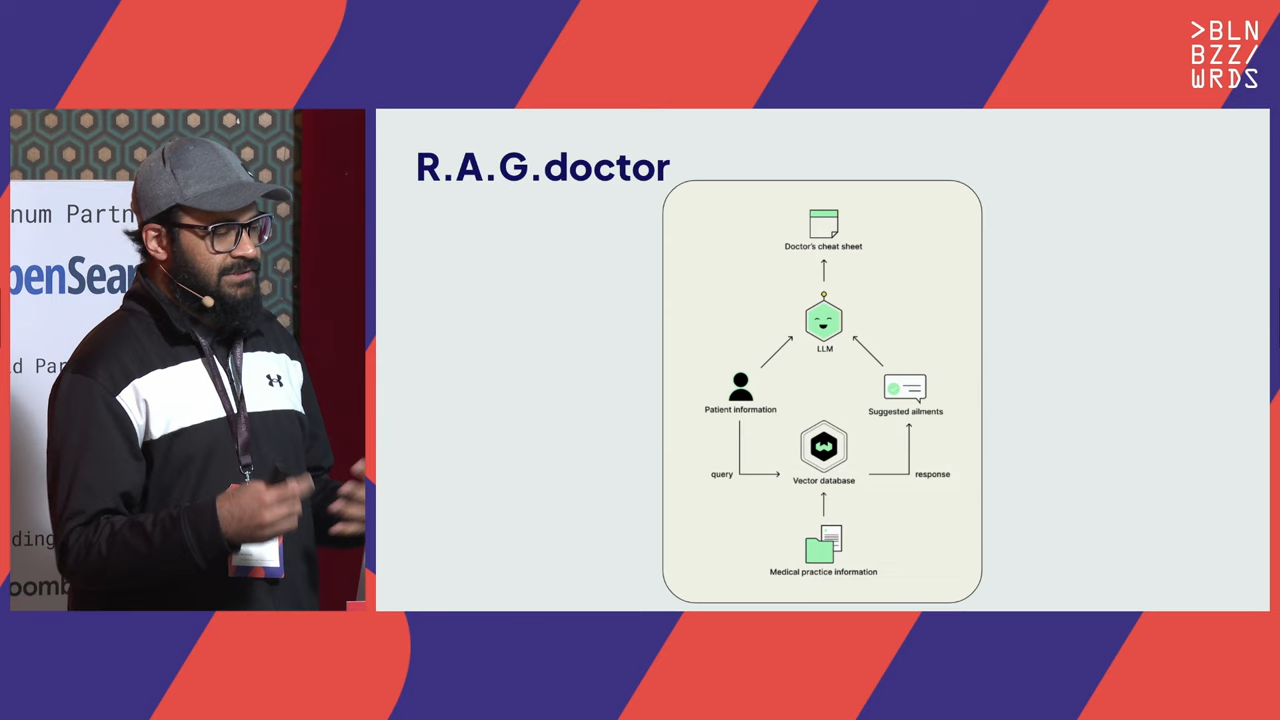 >BLN
BZZ/
WRDS
num Partn
penSear
d Par
ding
oomb
R.A.G.doctor
Doctor's cheat sheet
LLM
Patient information
Suggested ailments
query
Vector database
response
Medical practice information